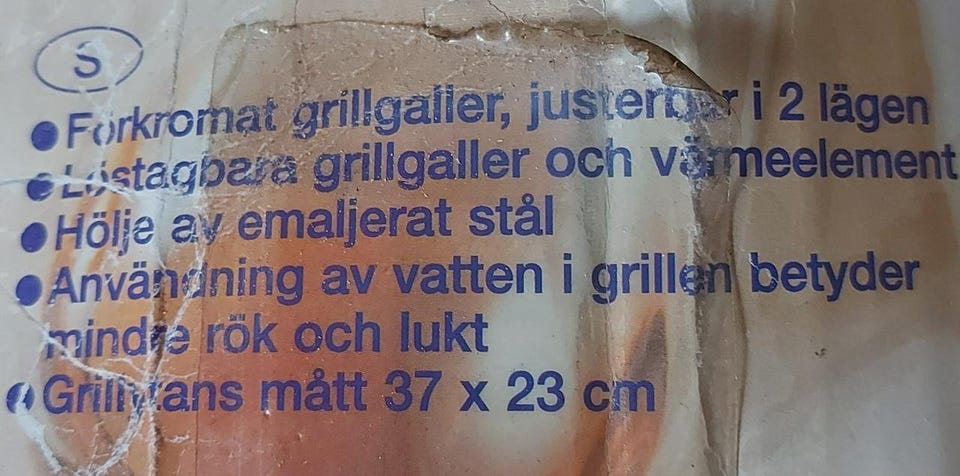 S
● Förkromat grillgaller, justerbar i 2 lägen
● Löstagbara grillgaller och värmeelement
● Hölje av emaljerat stål
● Användning av vatten i grillen betyder
mindre rök och lukt
● Grillytans mått 37 x 23 cm